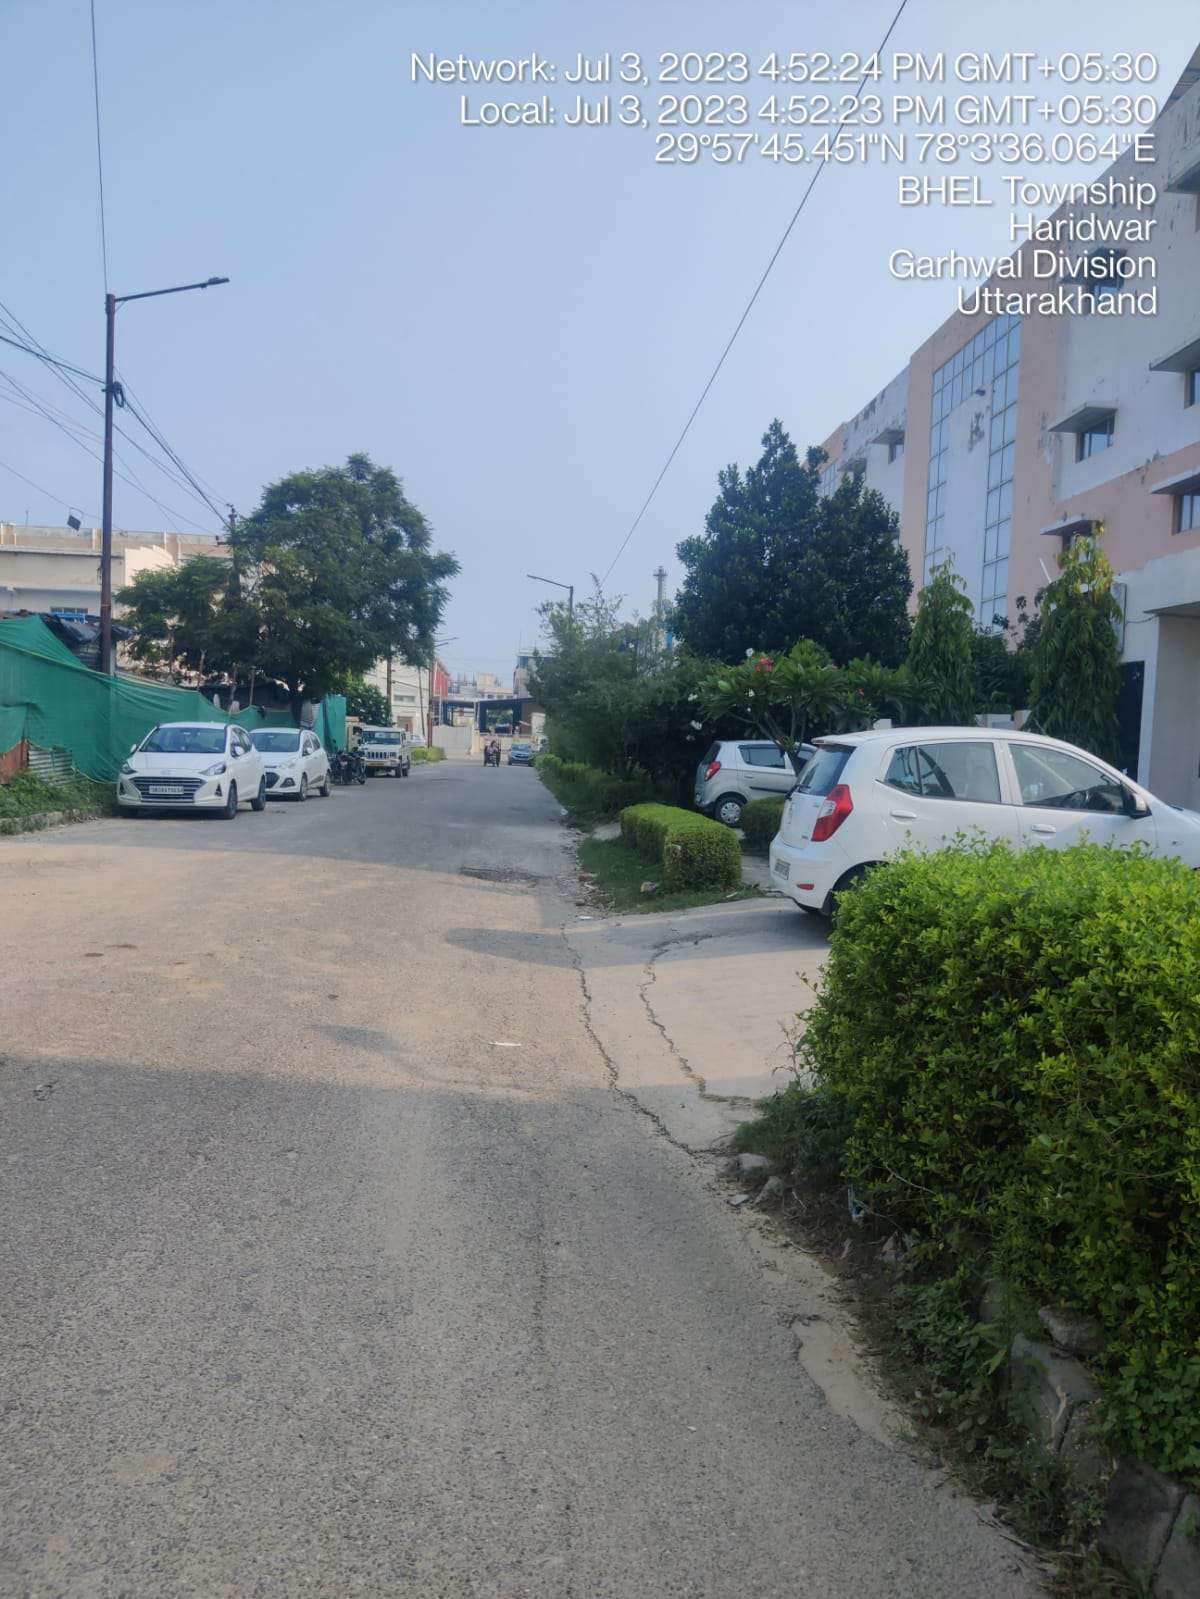 Network: Jul 3, 2023 4:52:24 PM GMT+05:30
Local: Jul 3, 2023 4:52:23 PM GMT+05:30
29°57'45.451"N 78°3'36.064"E
BHEL Township
Haridwar
Garhwal Division
Uttarakhand